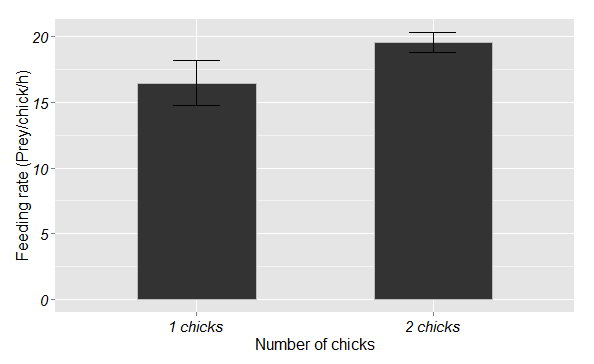 Feeding rate (Prey/chick/h)
20
15
10
5
0
1 chicks
2 chicks
Number of chicks